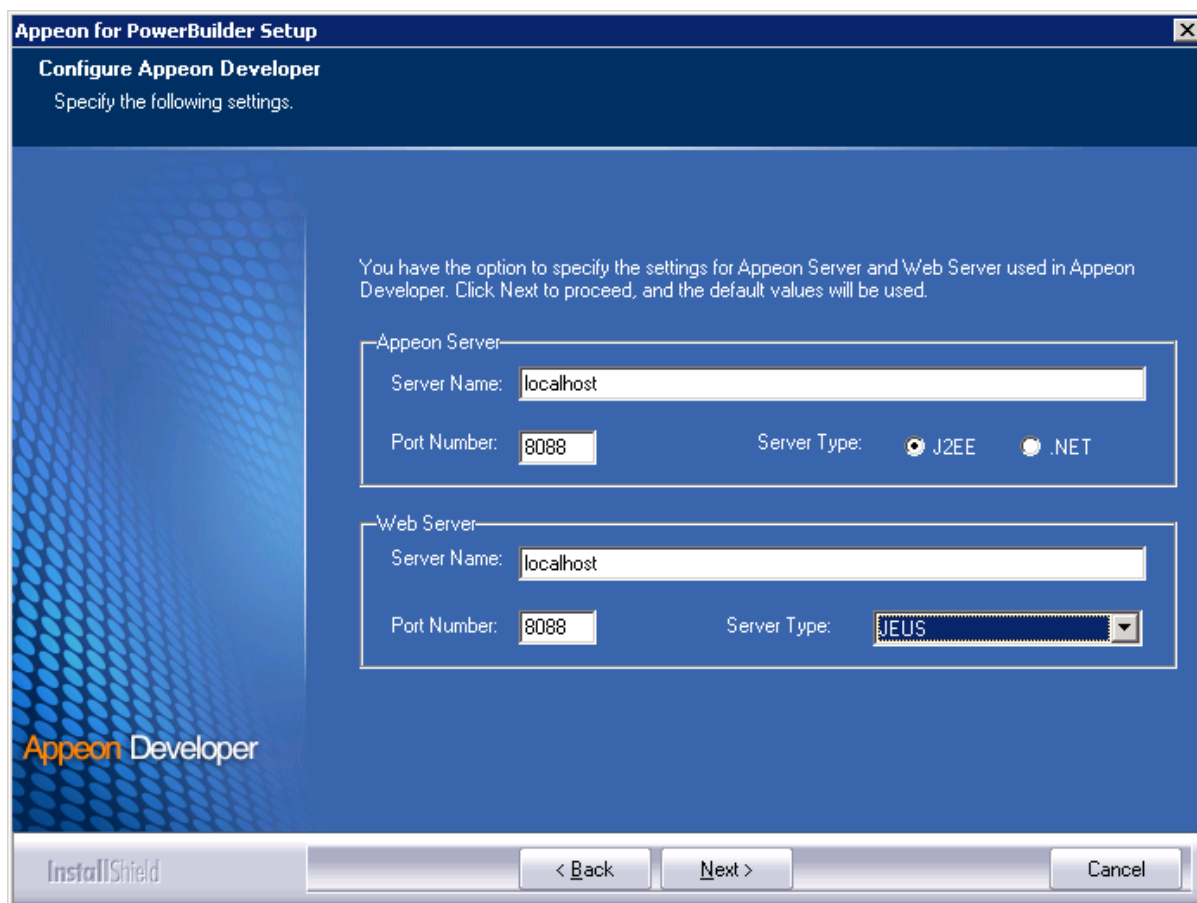 Appeon for PowerBuilder Setup
Configure Appeon Developer
Specify the following settings.
You have the option to specify the settings for Appeon Server and Web Server used in Appeon
Developer. Click Next to proceed, and the default values will be used.
Appeon Server
Server Name: localhost
Port Number: 8088 Server Type: J2EE .NET
Web Server
Server Name: localhost
Port Number: 8088 Server Type: JEUS
Appeon Developer
InstallShield < Back Next > Cancel